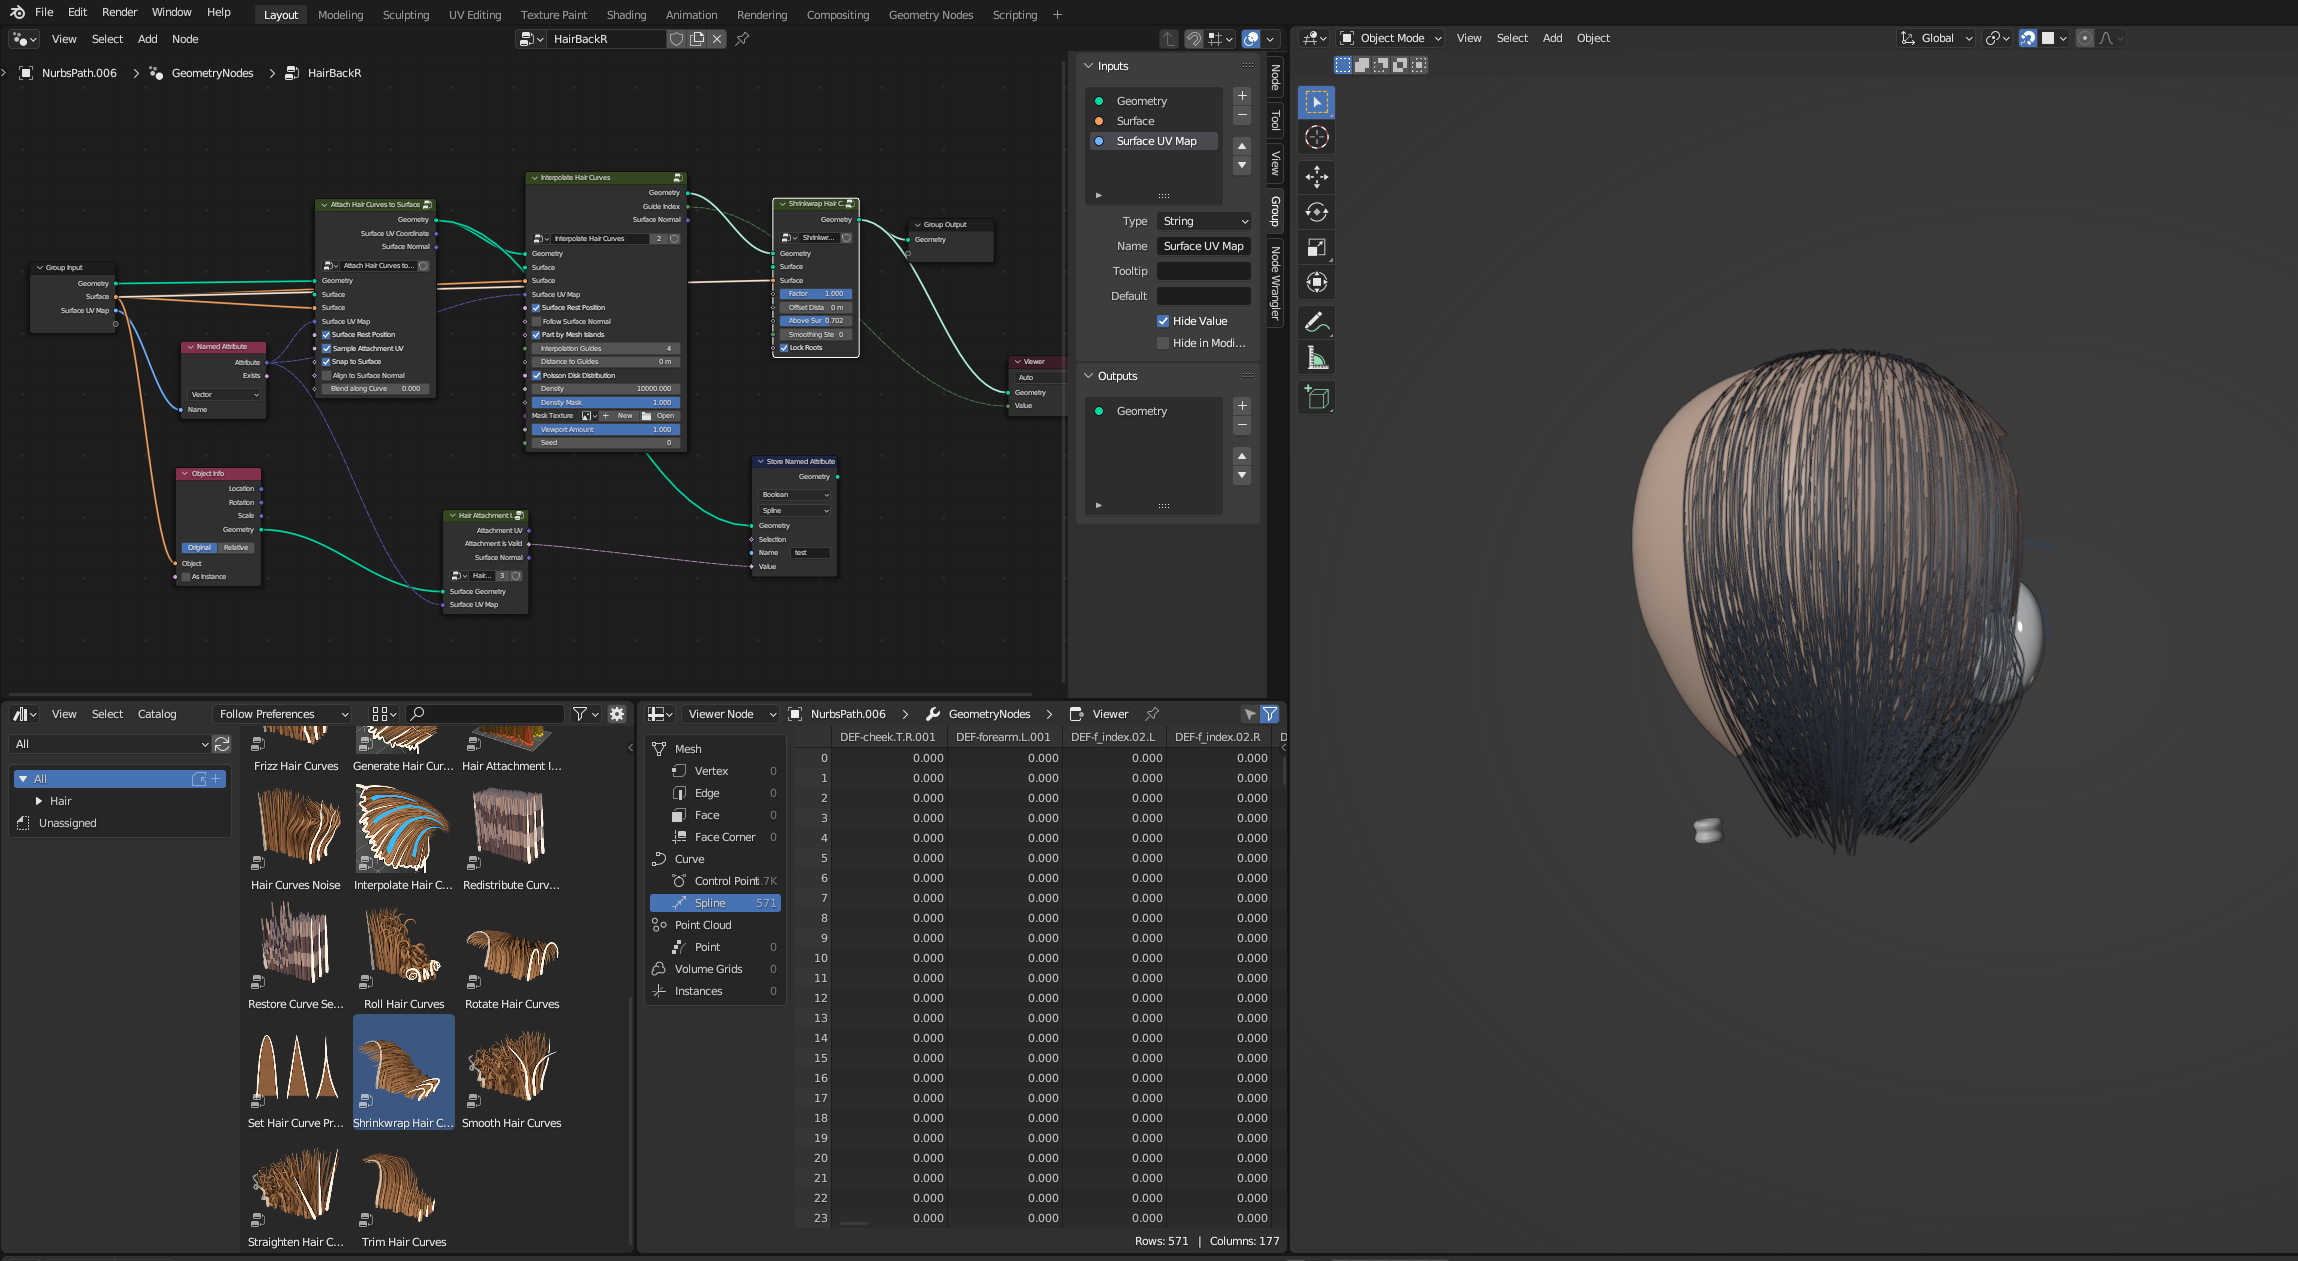 File Edit Render Window Help
Layout Modeling Sculpting UV Editing Texture Paint Shading Animation Rendering Compositing Geometry Nodes Scripting
View Select Add Node
HairBackR
NurbsPath.006 > GeometryNodes > HairBackR
Group Input
Geometry
Surface
Surface UV Map
Named Attribute
Attribute
Exists
Vector
Name
Object Info
Location
Rotation
Scale
Geometry
Original Relative
Object
As Instance
Attach Hair Curves to Surface
Geometry
Surface UV Coordinate
Surface Normal
Attach Hair Curves to...
Geometry
Surface
Surface
Surface UV Map
Surface Rest Position
Sample Attachment UV
Snap to Surface
Align to Surface Normal
Blend along Curve 0.000
Interpolate Hair Curves
Geometry
Guide Index
Surface Normal
Interpolate Hair Curves 2
Geometry
Surface
Surface
Surface UV Map
Surface Rest Position
Follow Surface Normal
Part by Mesh Islands
Interpolation Guides 4
Distance to Guides 0 m
Poisson Disk Distribution
Density 10000.000
Density Mask 1.000
Mask Texture New Open
Viewport Amount 1.000
Seed 0
Hair Attachment I...
Attachment UV
Attachment is Valid
Surface Normal
Hair... 3
Surface Geometry
Surface UV Map
Shrinkwrap Hair C...
Geometry
Shrinkwr...
Geometry
Surface
Surface
Factor 1.000
Offset Dista 0 m
Above Sur 0.702
Smoothing Ste 0
Lock Roots
Group Output
Geometry
Store Named Attribute
Geometry
Boolean
Spline
Geometry
Selection
Name test
Value
Viewer
Auto
Geometry
Value
Inputs
Geometry
Surface
Surface UV Map
Type String
Name Surface UV Map
Tooltip
Default
Hide Value
Hide in Modi...
Outputs
Geometry
Node
Tool
View
Group
Node Wrangler
Object Mode View Select Add Object
Global
View Select Catalog Follow Preferences
All
All
Hair
Unassigned
Frizz Hair Curves Generate Hair Cur... Hair Attachment I...
Hair Curves Noise Interpolate Hair C... Redistribute Curv...
Restore Curve Se... Roll Hair Curves Rotate Hair Curves
Set Hair Curve Pr... Shrinkwrap Hair C... Smooth Hair Curves
Straighten Hair C... Trim Hair Curves
Viewer Node NurbsPath.006 > GeometryNodes > Viewer
Mesh
Vertex 0
Edge 0
Face 0
Face Corner 0
Curve
Control Point .7K
Spline 571
Point Cloud
Point 0
Volume Grids 0
Instances 0
DEF-cheek.T.R.001 DEF-forearm.L.001 DEF-f_index.02.L DEF-f_index.02.R D
0 0.000 0.000 0.000 0.000
1 0.000 0.000 0.000 0.000
2 0.000 0.000 0.000 0.000
3 0.000 0.000 0.000 0.000
4 0.000 0.000 0.000 0.000
5 0.000 0.000 0.000 0.000
6 0.000 0.000 0.000 0.000
7 0.000 0.000 0.000 0.000
8 0.000 0.000 0.000 0.000
9 0.000 0.000 0.000 0.000
10 0.000 0.000 0.000 0.000
11 0.000 0.000 0.000 0.000
12 0.000 0.000 0.000 0.000
13 0.000 0.000 0.000 0.000
14 0.000 0.000 0.000 0.000
15 0.000 0.000 0.000 0.000
16 0.000 0.000 0.000 0.000
17 0.000 0.000 0.000 0.000
18 0.000 0.000 0.000 0.000
19 0.000 0.000 0.000 0.000
20 0.000 0.000 0.000 0.000
21 0.000 0.000 0.000 0.000
22 0.000 0.000 0.000 0.000
23 0.000 0.000 0.000 0.000
Rows: 571 | Columns: 177